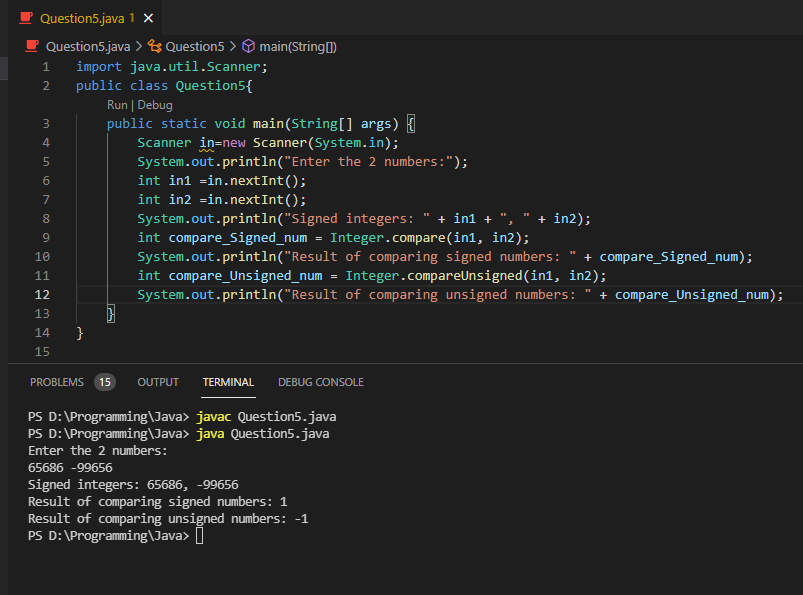 Question5.java 1 ×
Question5.java > Question5 > main(String[])
1 import java.util.Scanner;
2 public class Question5{
Run | Debug
3 public static void main(String[] args) {
4 Scanner in=new Scanner(System.in);
5 System.out.println("Enter the 2 numbers:");
6 int in1 =in.nextInt();
7 int in2 =in.nextInt();
8 System.out.println("Signed integers: " + in1 + ", " + in2);
9 int compare_Signed_num = Integer.compare(in1, in2);
10 System.out.println("Result of comparing signed numbers: " + compare_Signed_num);
11 int compare_Unsigned_num = Integer.compareUnsigned(in1, in2);
12 System.out.println("Result of comparing unsigned numbers: " + compare_Unsigned_num);
13 }
14 }
15
PROBLEMS 15 OUTPUT TERMINAL DEBUG CONSOLE
PS D:\Programming\Java> javac Question5.java
PS D:\Programming\Java> java Question5.java
Enter the 2 numbers:
65686 -99656
Signed integers: 65686, -99656
Result of comparing signed numbers: 1
Result of comparing unsigned numbers: -1
PS D:\Programming\Java>